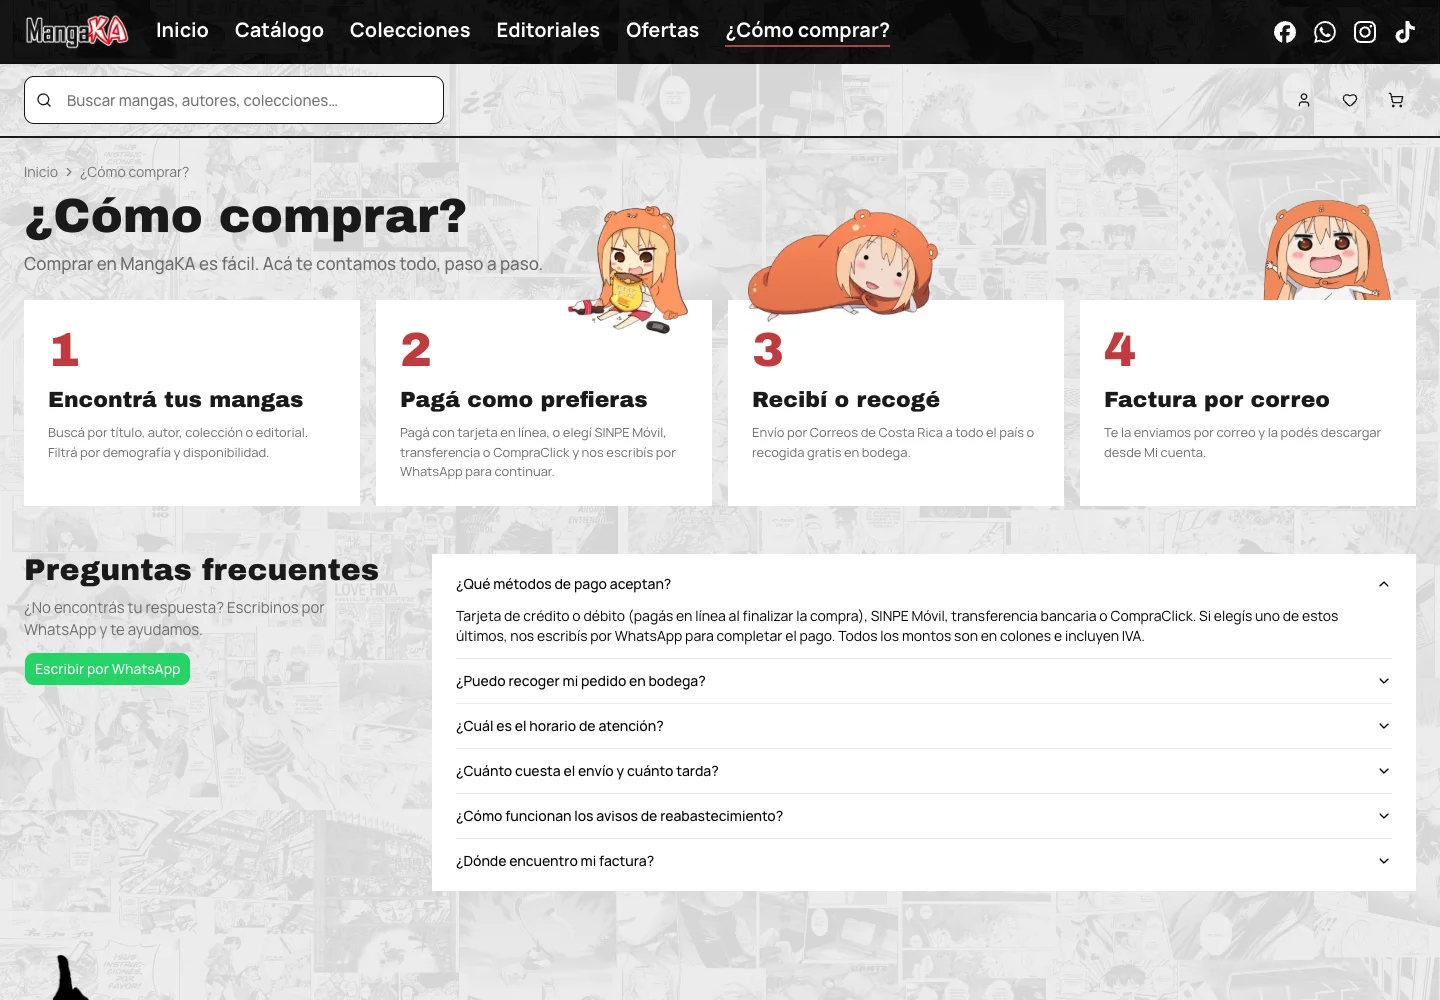 MangaKA
Inicio
Catálogo
Colecciones
Editoriales
Ofertas
¿Cómo comprar?
Buscar mangas, autores, colecciones...
Inicio > ¿Cómo comprar?
¿Cómo comprar?
Comprar en MangaKA es fácil. Acá te contamos todo, paso a paso.
1
Encontrá tus mangas
Buscá por título, autor, colección o editorial.
Filtrá por demografía y disponibilidad.
2
Pagá como prefieras
Pagá con tarjeta en línea, o elegí SINPE Móvil,
transferencia o CompraClick y nos escribís por
WhatsApp para continuar.
3
Recibí o recogé
Envío por Correos de Costa Rica a todo el país o
recogida gratis en bodega.
4
Factura por correo
Te la enviamos por correo y la podés descargar
desde Mi cuenta.
Preguntas frecuentes
¿No encontrás tu respuesta? Escribinos por
WhatsApp y te ayudamos.
Escribir por WhatsApp
¿Qué métodos de pago aceptan?
Tarjeta de crédito o débito (pagás en línea al finalizar la compra), SINPE Móvil, transferencia bancaria o CompraClick. Si elegís uno de estos
últimos, nos escribís por WhatsApp para completar el pago. Todos los montos son en colones e incluyen IVA.
¿Puedo recoger mi pedido en bodega?
¿Cuál es el horario de atención?
¿Cuánto cuesta el envío y cuánto tarda?
¿Cómo funcionan los avisos de reabastecimiento?
¿Dónde encuentro mi factura?
LOVE HINA